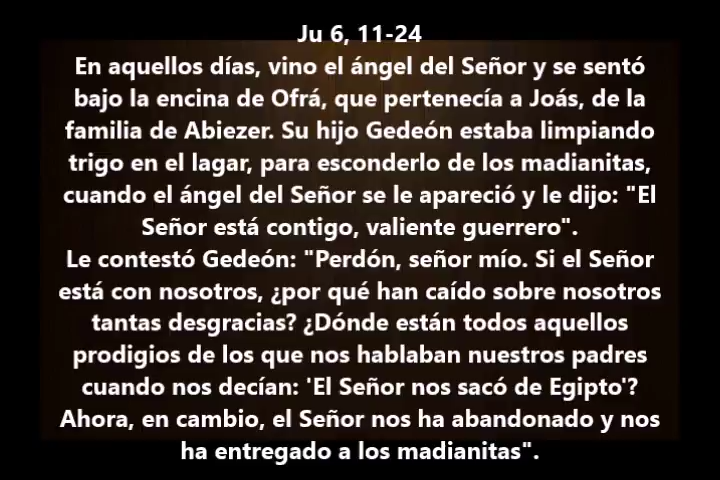 Ju 6, 11-24
En aquellos días, vino el ángel del Señor y se sentó
bajo la encina de Ofrá, que pertenecía a Joás, de la
familia de Abiezer. Su hijo Gedeón estaba limpiando
trigo en el lagar, para esconderlo de los madianitas,
cuando el ángel del Señor se le apareció y le dijo: "El
Señor está contigo, valiente guerrero".
Le contestó Gedeón: "Perdón, señor mío. Si el Señor
está con nosotros, ¿por qué han caído sobre nosotros
tantas desgracias? ¿Dónde están todos aquellos
prodigios de los que nos hablaban nuestros padres
cuando nos decían: 'El Señor nos sacó de Egipto'?
Ahora, en cambio, el Señor nos ha abandonado y nos
ha entregado a los madianitas".